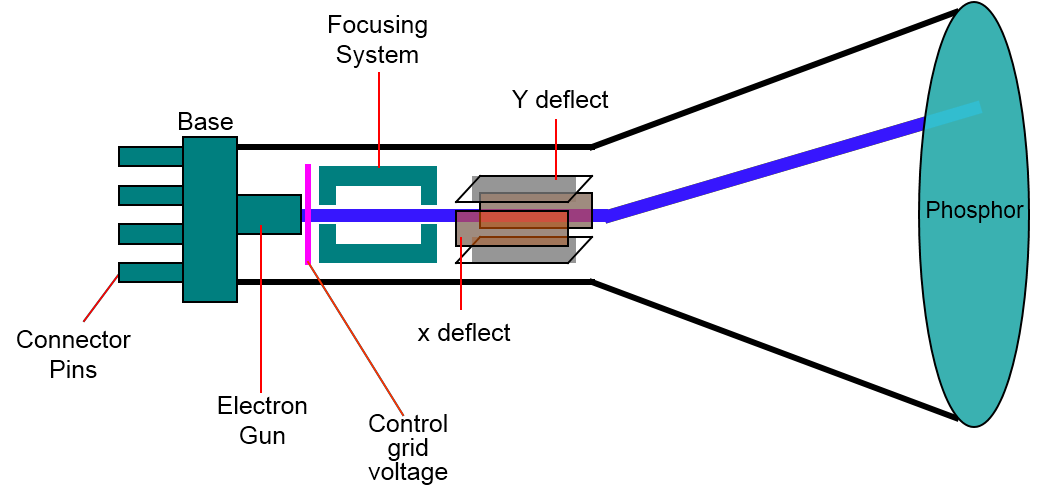 Focusing
System
Y deflect
Base
Phosphor
x deflect
Connector
Pins
Electron
Gun
Control
grid
voltage